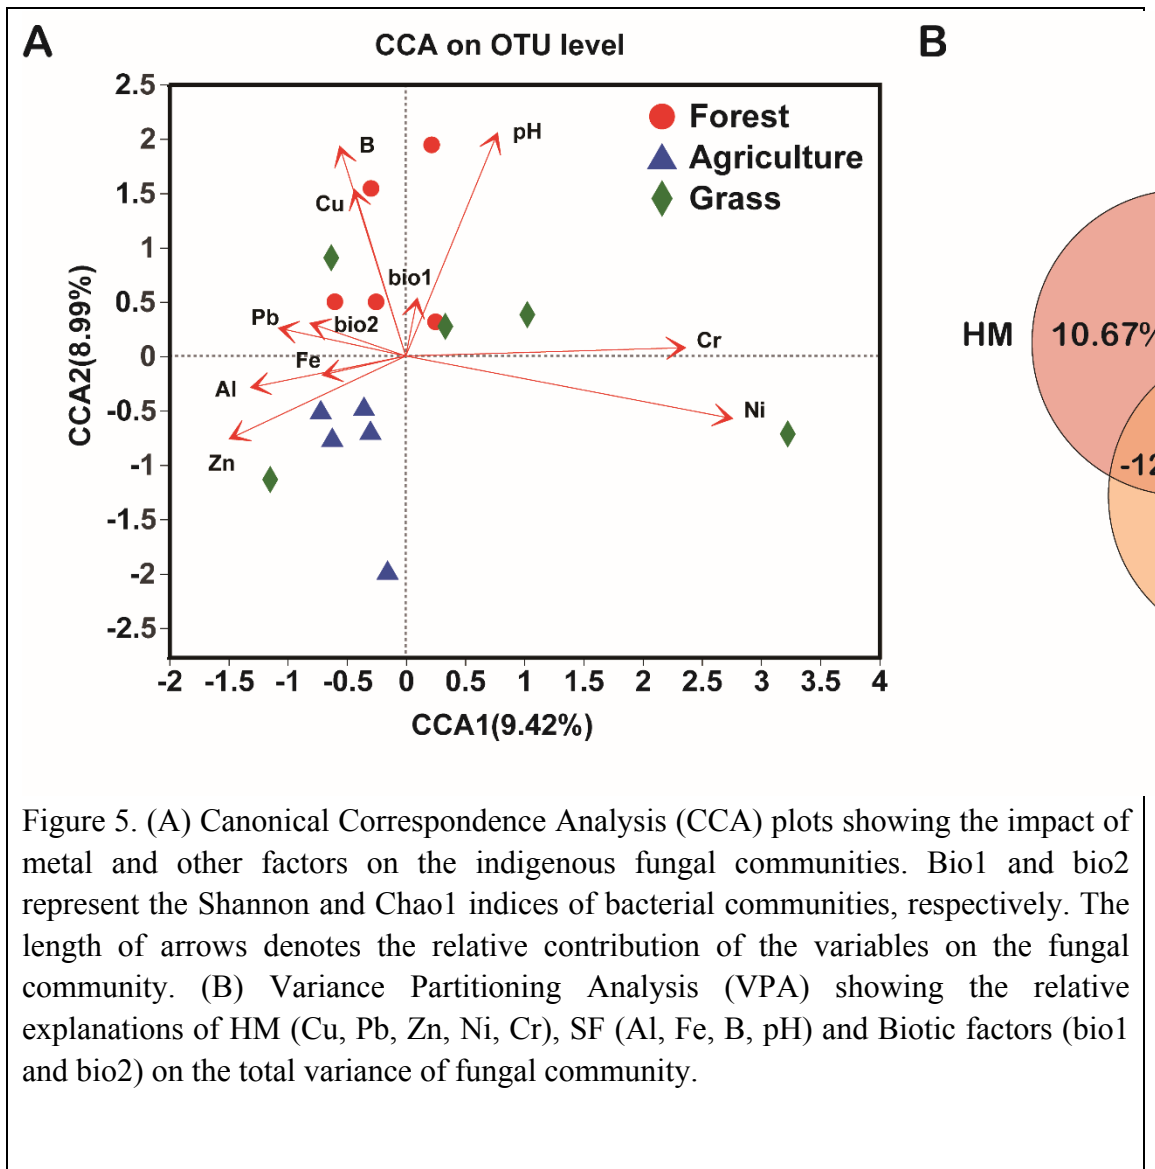 A
B
CCA on OTU level
2.5
2
1.5
1
0.5
0
-0.5
-1
-1.5
-2
-2.5
CCA2(8.99%)
Forest
Agriculture
Grass
B
pH
Cu
bio1
Pb
bio2
Fe
Cr
Al
Ni
Zn
-2 -1.5 -1 -0.5 0 0.5 1 1.5 2 2.5 3 3.5 4
CCA1(9.42%)
HM
10.67%
-12
Figure 5. (A) Canonical Correspondence Analysis (CCA) plots showing the impact of
metal and other factors on the indigenous fungal communities. Bio1 and bio2
represent the Shannon and Chao1 indices of bacterial communities, respectively. The
length of arrows denotes the relative contribution of the variables on the fungal
community. (B) Variance Partitioning Analysis (VPA) showing the relative
explanations of HM (Cu, Pb, Zn, Ni, Cr), SF (Al, Fe, B, pH) and Biotic factors (bio1
and bio2) on the total variance of fungal community.